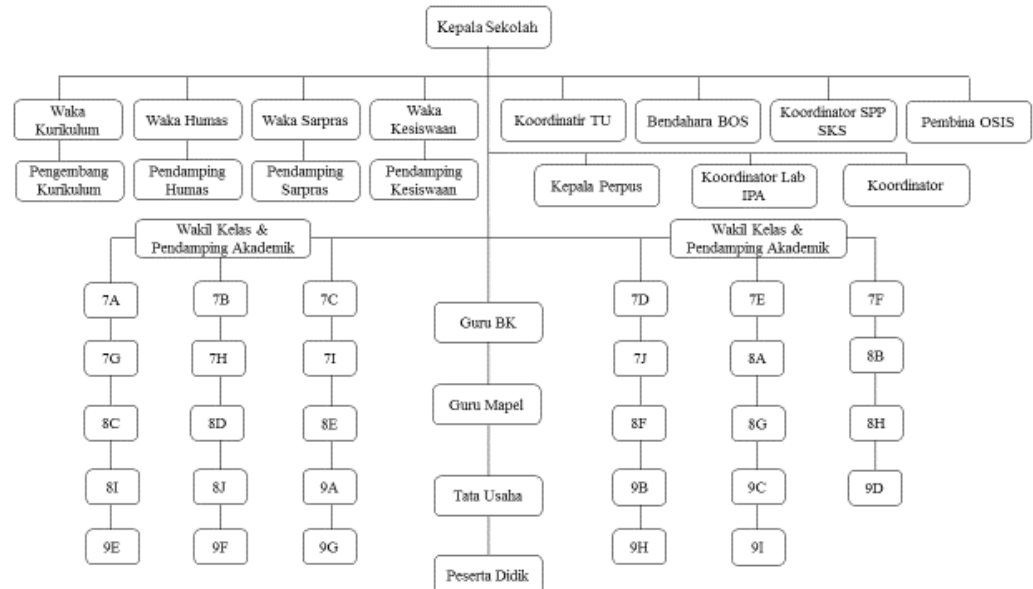 Kepala Sekolah
Waka
Kurikulum
Waka Humas
Waka Sarpras
Waka
Kesiswaan
Koordinatir TU
Bendahara BOS
Koordinator SPP
SKS
Pembina OSIS
Pengembang
Kurikulum
Pendamping
Humas
Pendamping
Sarpras
Pendamping
Kesiswaan
Kepala Perpus
Koordinator Lab
IPA
Koordinator
Wakil Kelas &
Pendamping Akademik
Wakil Kelas &
Pendamping Akademik
7A
7B
7C
7D
7E
7F
Guru BK
7G
7H
7I
7J
8A
8B
Guru Mapel
8C
8D
8E
8F
8G
8H
8I
8J
9A
Tata Usaha
9B
9C
9D
9E
9F
9G
9H
9I
Peserta Didik